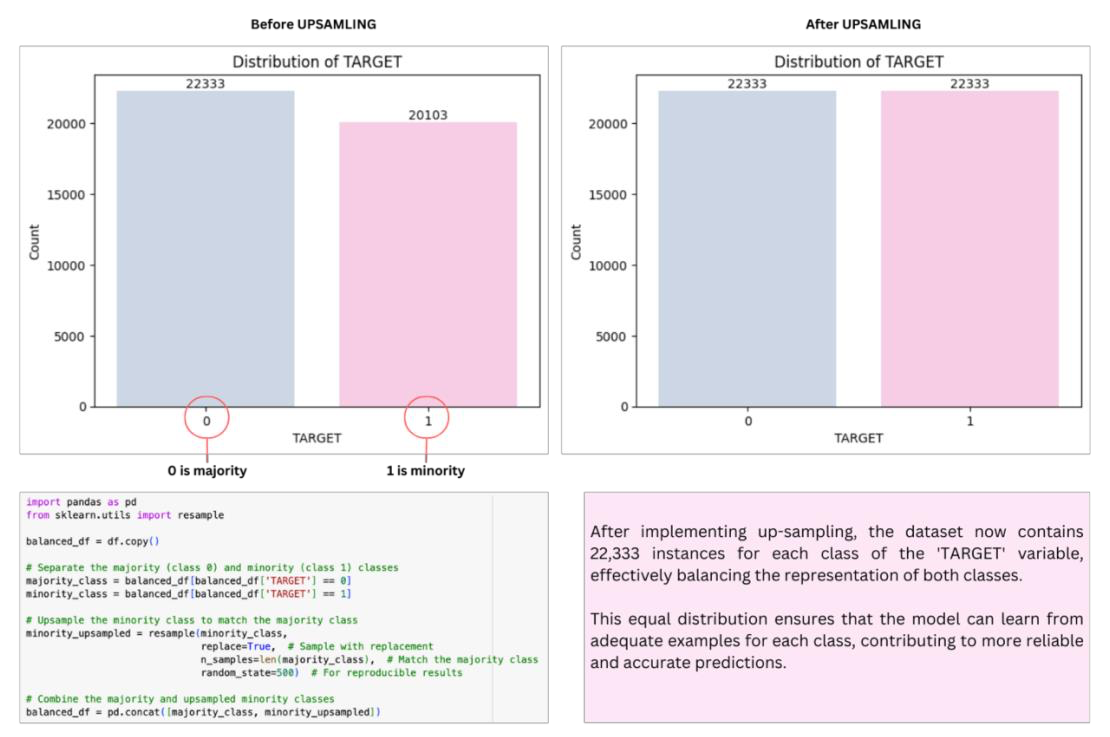 Before UPSAMLING
Distribution of TARGET
22333
20103
20000
15000
10000
5000
0
Count
0
1
TARGET
0 is majority
1 is minority
After UPSAMLING
Distribution of TARGET
22333
22333
20000
15000
10000
5000
0
Count
0
1
TARGET
import pandas as pd
from sklearn.utils import resample
balanced_df = df.copy()
# Separate the majority (class 0) and minority (class 1) classes
majority_class = balanced_df[balanced_df['TARGET'] == 0]
minority_class = balanced_df[balanced_df['TARGET'] == 1]
# Upsample the minority class to match the majority class
minority_upsampled = resample(minority_class,
replace=True,  # Sample with replacement
n_samples=len(majority_class),  # Match the majority class
random_state=500)  # For reproducible results
# Combine the majority and upsampled minority classes
balanced_df = pd.concat([majority_class, minority_upsampled])
After implementing up-sampling, the dataset now contains
22,333 instances for each class of the 'TARGET' variable,
effectively balancing the representation of both classes.
This equal distribution ensures that the model can learn from
adequate examples for each class, contributing to more reliable
and accurate predictions.